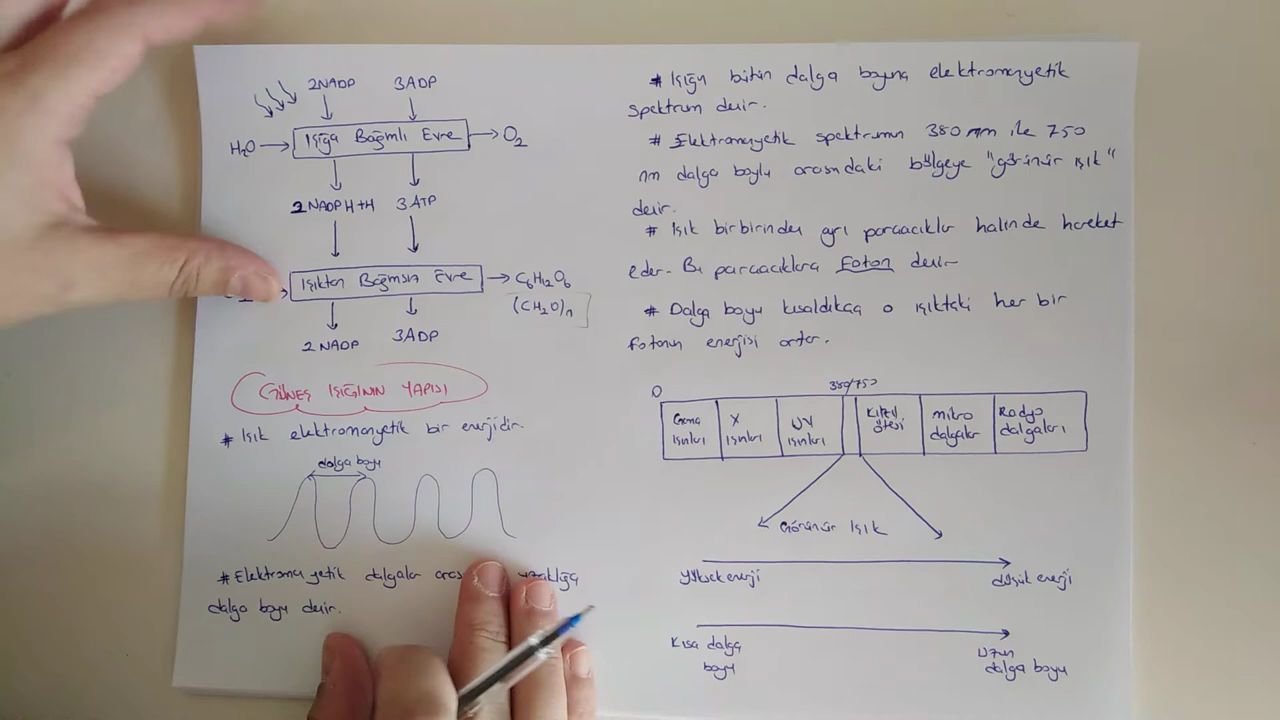 2NADP 3ADP
H₂O → Işığa Bağımlı Evre → O₂
2NADPH+H 3ATP
Işıktan Bağımsız Evre → C₆H₁₂O₆
(CH₂O)n
2NADP 3ADP
GÜNEŞ IŞIĞININ YAPISI
# Işık elektromanyetik bir enerjidir.
dalga boyu
# Elektromanyetik dalgalar uzaklığa
dalga boyu denir.
# Işığın bütün dalga boyuna elektromanyetik
spektrum denir.
# Elektromanyetik spektrumun 380 nm ile 750
nm dalga boylu arasındaki bölgeye "görünür ışık"
denir.
# Işık birbirinden ayrı parçacıklar halinde hareket
eder. Bu parçacıklara Foton denir
# Dalga boyu kısaldıkça o ışıktaki her bir
fotonun enerjisi artar.
0 380/750
Gama ışınları
X ışınları
UV ışınları
Kızıl ötesi
mikro dalgalar
Radyo dalgaları
Görünür Işık
Yüksek enerji düşük enerji
Kısa dalga boyu
Uzun dalga boyu